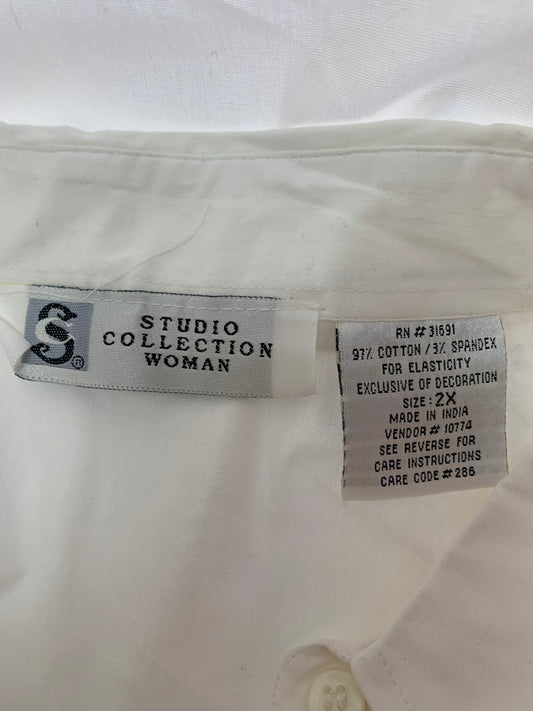 S®
STUDIO
COLLECTION
WOMAN
RN # 31691
97% COTTON / 3% SPANDEX
FOR ELASTICITY
EXCLUSIVE OF DECORATION
SIZE: 2X
MADE IN INDIA
VENDOR # 10774
SEE REVERSE FOR
CARE INSTRUCTIONS
CARE CODE # 286